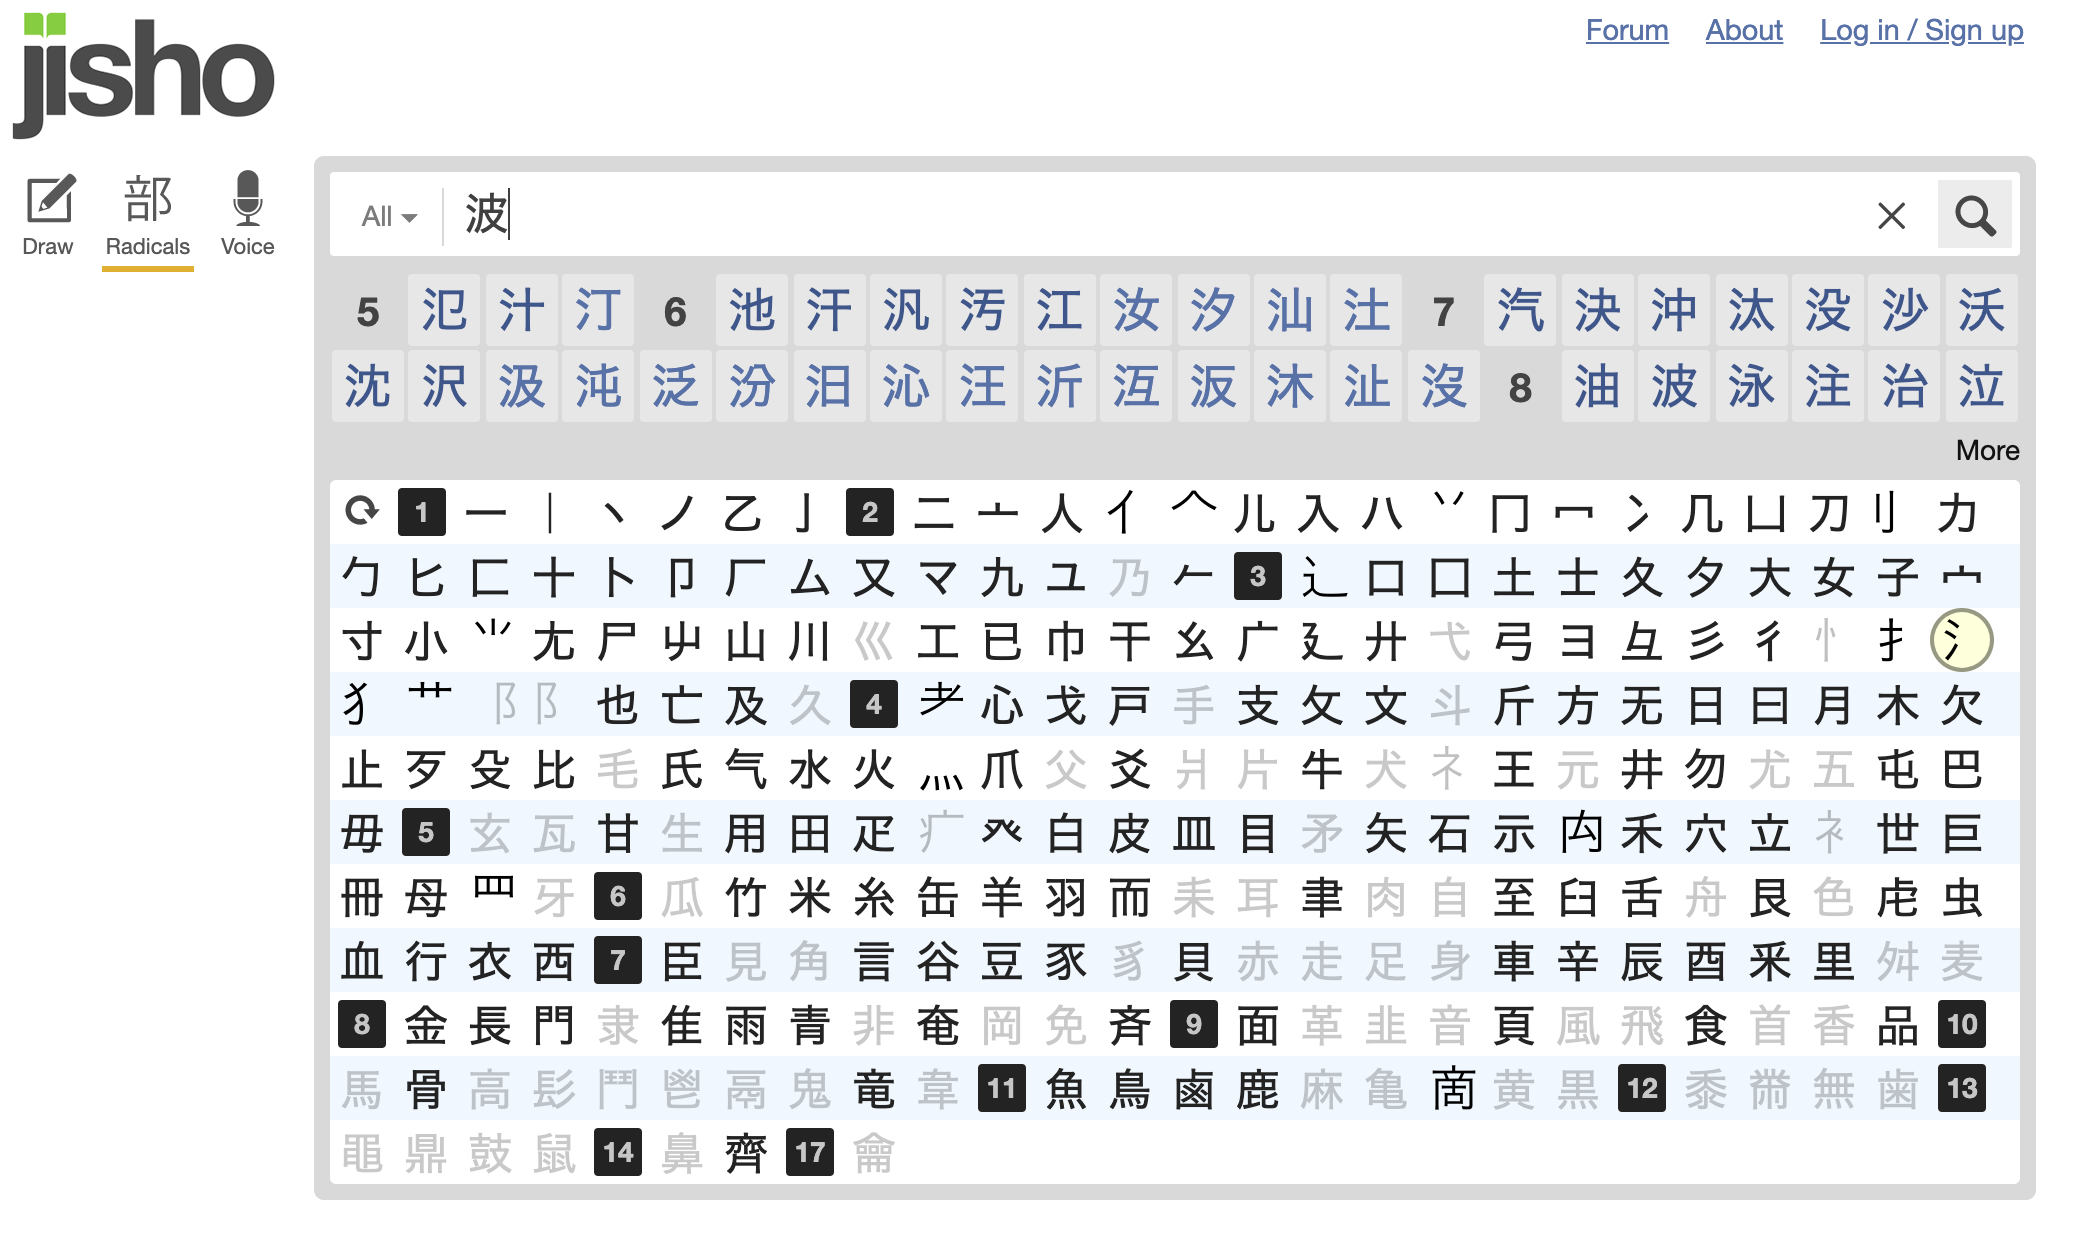 jisho
Forum About Log in / Sign up
部
Draw Radicals Voice
All 波
5 氾 汁 汀 6 池 汗 汎 汚 江 汝 汐 汕 汢 7 汽 決 沖 汰 没 沙 沃
沈 沢 汲 沌 泛 汾 汨 沁 汪 沂 沍 汳 沐 沚 沒 8 油 波 泳 注 治 泣
More
1 一 ｜ 丶 ノ 乙 亅 2 二 亠 人 亻 𠆢 儿 入 八 丷 冂 冖 冫 几 凵 刀 刂 力
勹 匕 匚 十 卜 卩 厂 厶 又 マ 九 ユ 乃 𠂉 3 辶 口 囗 土 士 夂 夕 大 女 子 宀
寸 小 ⺌ 尢 尸 屮 山 川 巛 工 已 巾 干 幺 广 廴 廾 弋 弓 ヨ 彑 彡 彳 忄 扌 氵
犭 艹 阝 阝 也 亡 及 久 4 耂 心 戈 戸 手 支 攵 文 斗 斤 方 无 日 曰 月 木 欠
止 歹 殳 比 毛 氏 气 水 火 灬 爪 父 爻 爿 片 牛 犬 礻 王 元 井 勿 尤 五 屯 巴
毋 5 玄 瓦 甘 生 用 田 疋 疒 癶 白 皮 皿 目 矛 矢 石 示 禸 禾 穴 立 衤 世 巨
冊 母 罒 牙 6 瓜 竹 米 糸 缶 羊 羽 而 耒 耳 聿 肉 自 至 臼 舌 舟 艮 色 虍 虫
血 行 衣 西 7 臣 見 角 言 谷 豆 豕 豸 貝 赤 走 足 身 車 辛 辰 酉 釆 里 舛 麦
8 金 長 門 隶 隹 雨 青 非 奄 岡 免 斉 9 面 革 韭 音 頁 風 飛 食 首 香 品 10
馬 骨 高 髟 鬥 鬯 鬲 鬼 竜 韋 11 魚 鳥 鹵 鹿 麻 亀 啇 黄 黒 12 黍 黹 無 歯 13
黽 鼎 鼓 鼠 14 鼻 齊 17 龠